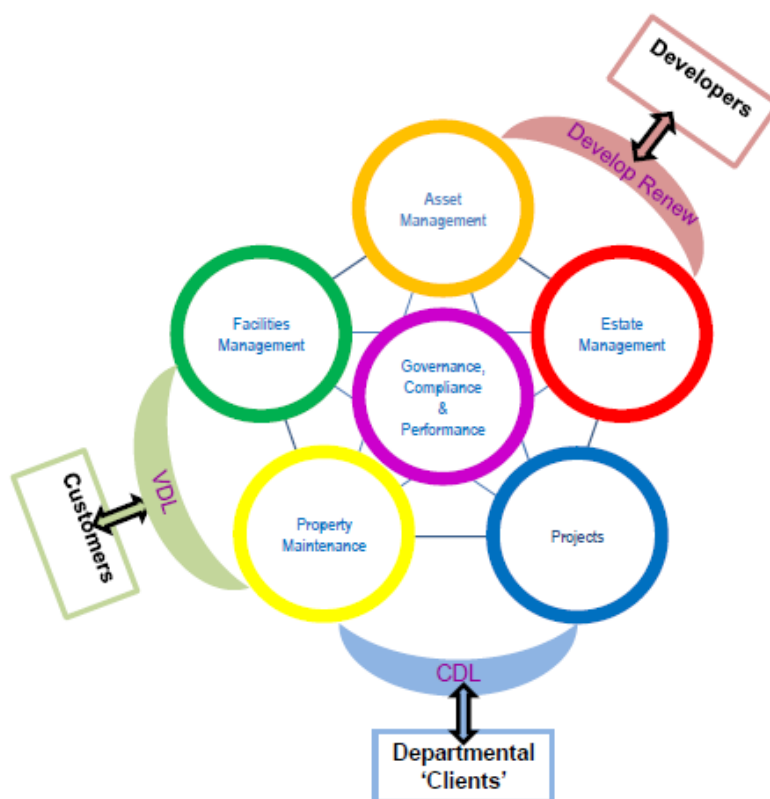 Developers
Develop Renew
Asset
Management
Facilities
Management
Estate
Management
Governance,
Compliance
&
Performance
VDL
Customers
Property
Maintenance
Projects
CDL
Departmental
‘Clients’